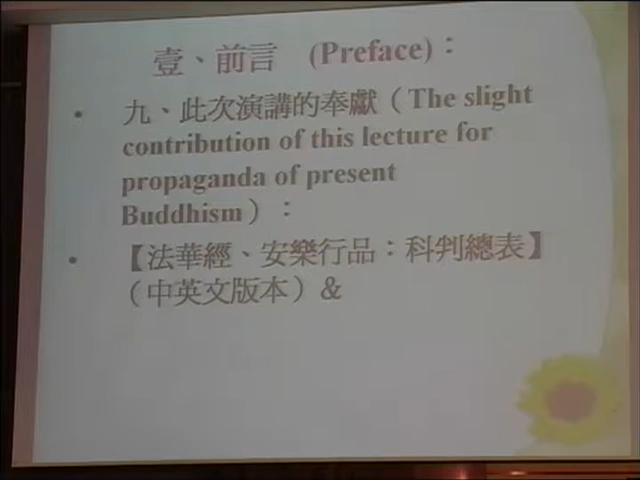 壹、前言 (Preface)：
• 九、此次演講的奉獻（The slight
contribution of this lecture for
propaganda of present
Buddhism）：
• 【法華經、安樂行品：科判總表】
（中英文版本）&